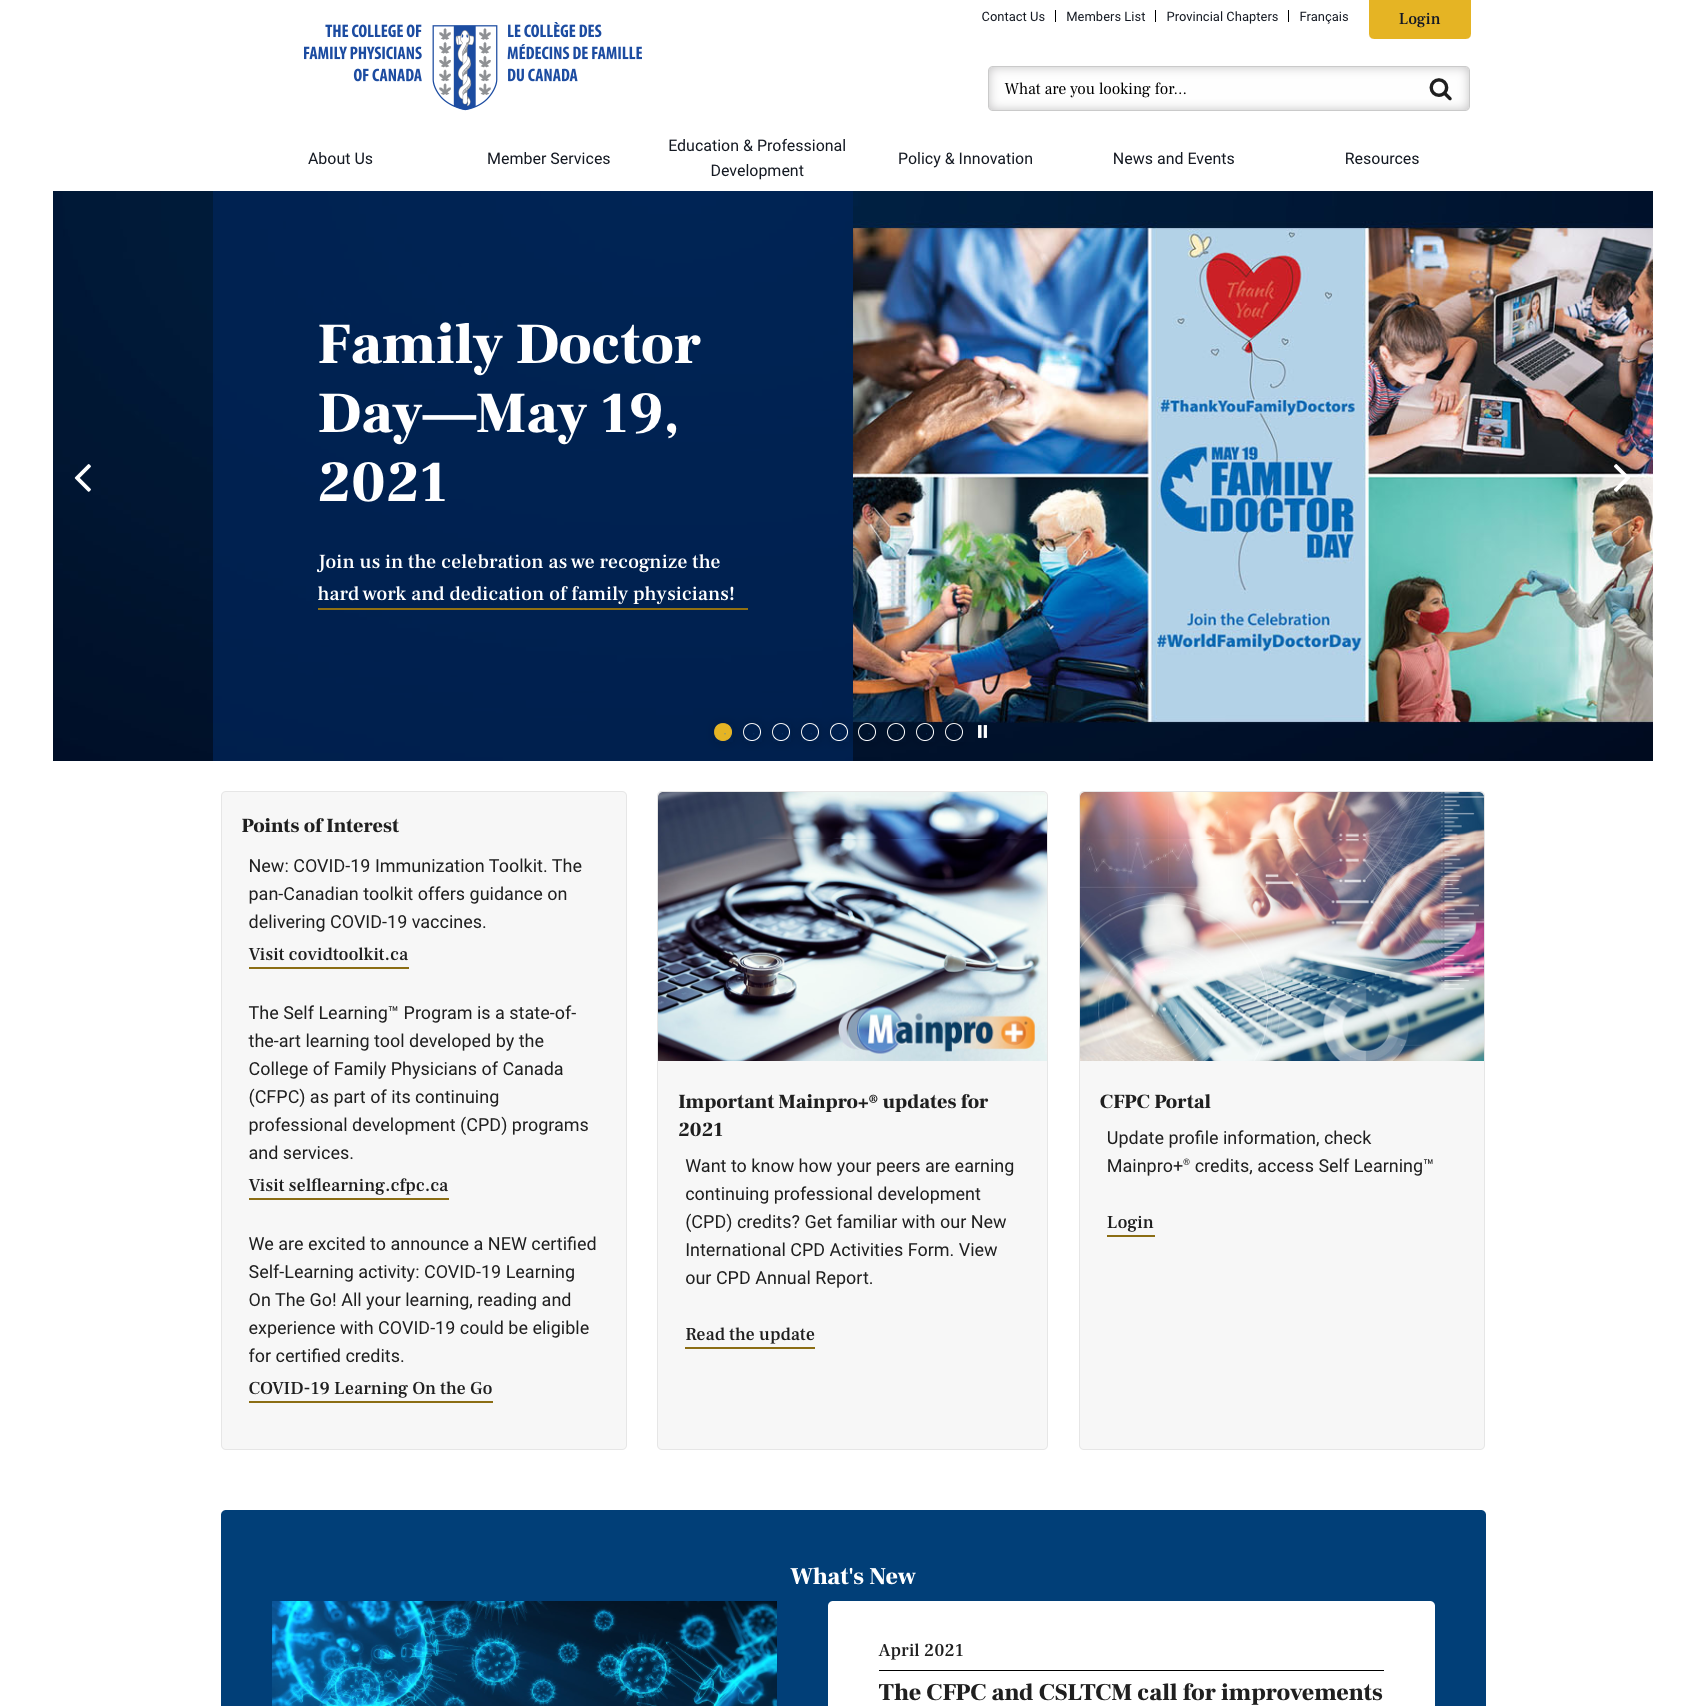 Contact Us
Members List
Provincial Chapters
Français
Login
THE COLLEGE OF
FAMILY PHYSICIANS
OF CANADA
LE COLLÈGE DES
MÉDECINS DE FAMILLE
DU CANADA
What are you looking for...
About Us
Member Services
Education & Professional
Development
Policy & Innovation
News and Events
Resources
Family Doctor
Day—May 19,
2021
Join us in the celebration as we recognize the
hard work and dedication of family physicians!
Thank
You!
#ThankYouFamilyDoctors
MAY 19
FAMILY
DOCTOR
DAY
Join the Celebration
#WorldFamilyDoctorDay
Points of Interest
New: COVID-19 Immunization Toolkit. The
pan-Canadian toolkit offers guidance on
delivering COVID-19 vaccines.
Visit covidtoolkit.ca
The Self Learning™ Program is a state-of-
the-art learning tool developed by the
College of Family Physicians of Canada
(CFPC) as part of its continuing
professional development (CPD) programs
and services.
Visit selflearning.cfpc.ca
We are excited to announce a NEW certified
Self-Learning activity: COVID-19 Learning
On The Go! All your learning, reading and
experience with COVID-19 could be eligible
for certified credits.
COVID-19 Learning On the Go
Mainpro+
Important Mainpro+® updates for
2021
Want to know how your peers are earning
continuing professional development
(CPD) credits? Get familiar with our New
International CPD Activities Form. View
our CPD Annual Report.
Read the update
CFPC Portal
Update profile information, check
Mainpro+® credits, access Self Learning™
Login
What's New
April 2021
The CFPC and CSLTCM call for improvements